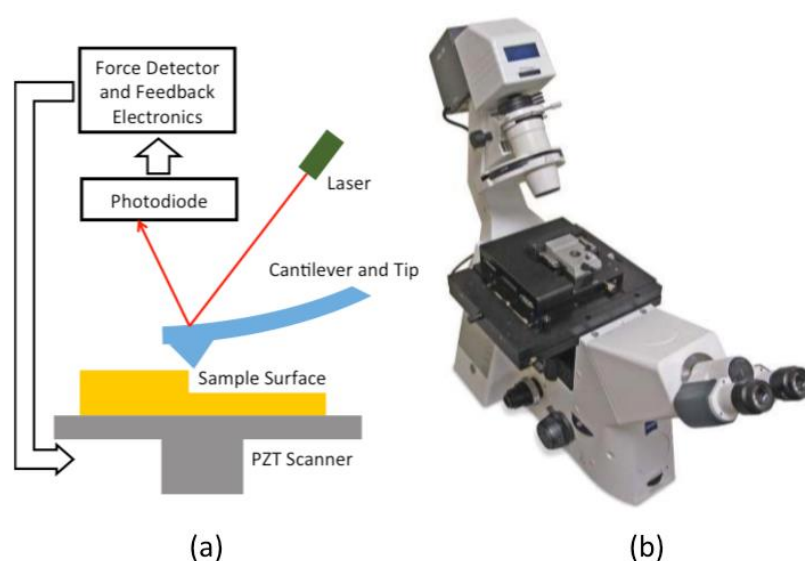 Force Detector
and Feedback
Electronics
Photodiode
Laser
Cantilever and Tip
Sample Surface
PZT Scanner
(a)
(b)